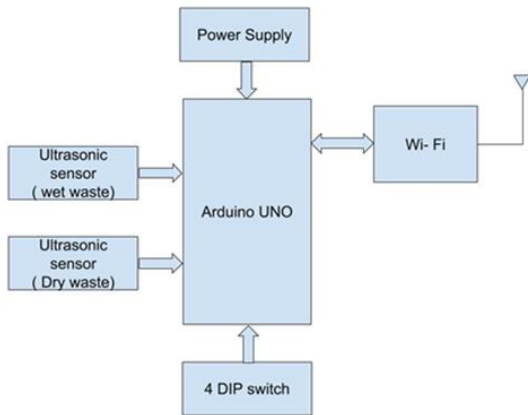 Power Supply
Ultrasonic
sensor
( wet waste)
Arduino UNO
Wi- Fi
Ultrasonic
sensor
( Dry waste)
4 DIP switch